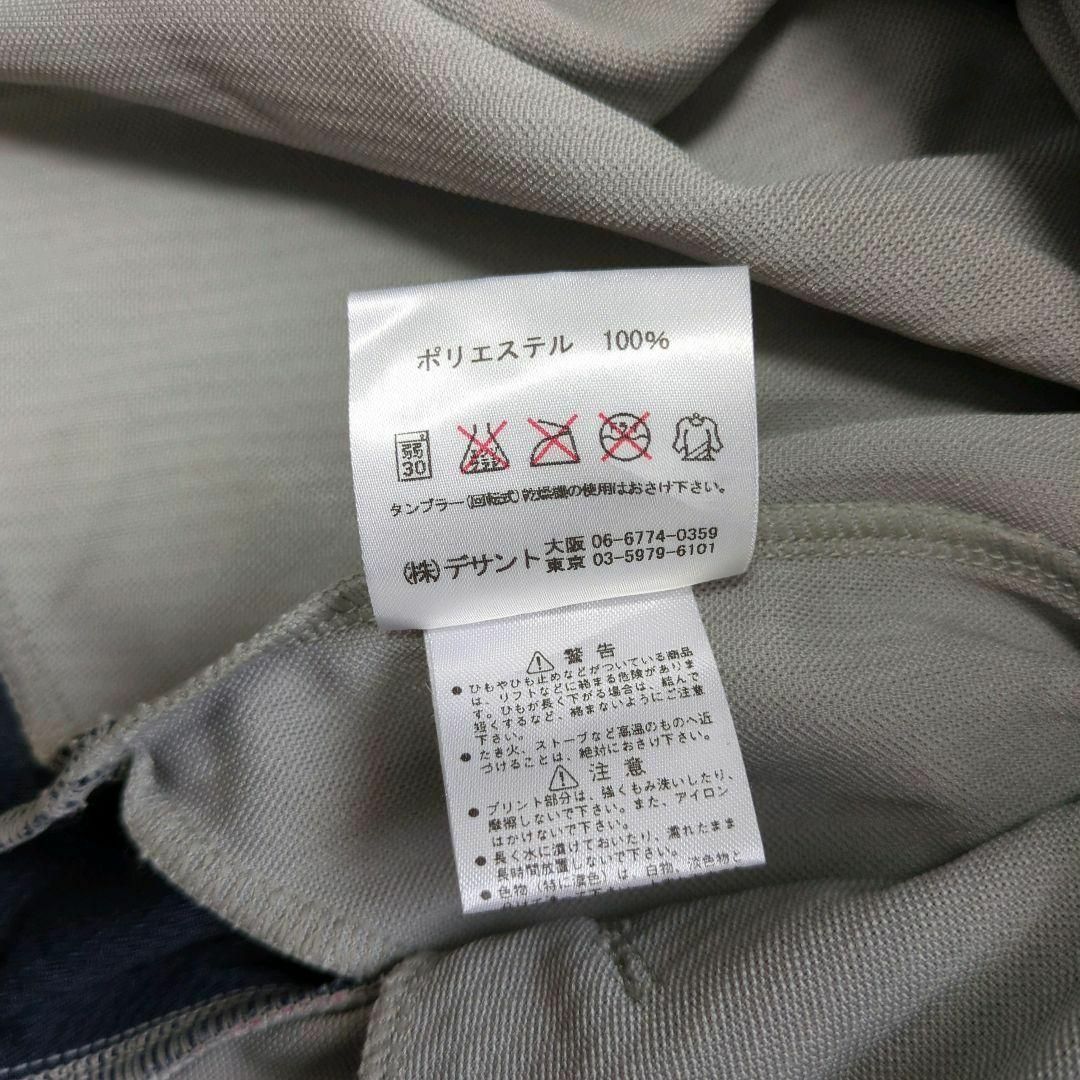 ポリエステル 100%
弱
30
エンソ
サラシ
ドライ
タンブラー(回転式)乾燥機の使用はおさけ下さい。
(株)デサント 大阪 06-6774-0359
東京 03-5979-6101
⚠ 警告
● ひもやひも止めなどがついている商品
は、リフトなどに絡まる危険がありま
す。ひもが長く下がる場合は、結んで
短くするなど、絡まないようにご注意
下さい。
● たき火、ストーブなど高温のものへ近
づけることは、絶対におさけ下さい。
⚠ 注意
● プリント部分は、強くもみ洗いしたり、
摩擦しないで下さい。また、アイロン
はかけないで下さい。
● 長く水に漬けておいたり、濡れたまま
長時間放置しないで下さい。
● 色物(特に濃色)は、白物、淡色物と